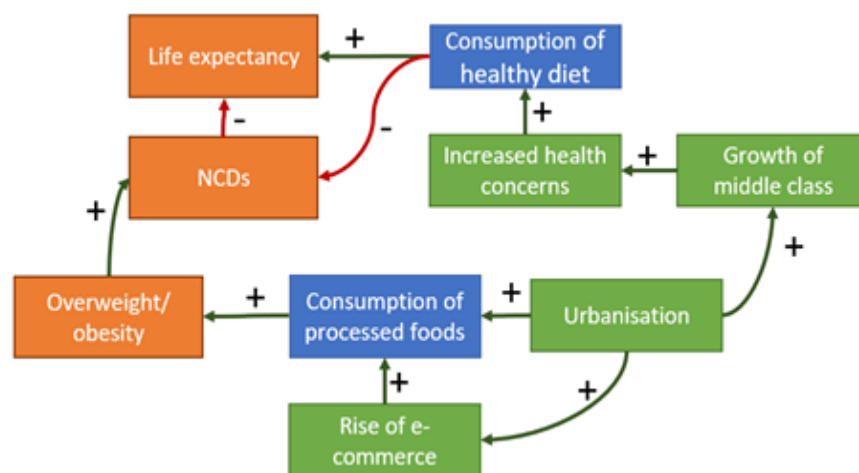 Life expectancy
+
Consumption of
healthy diet
-
-
+
NCDs
Increased health
concerns
+
Growth of
middle class
+
+
Overweight/
obesity
+
Consumption of
processed foods
+
Urbanisation
+
+
Rise of e-
commerce